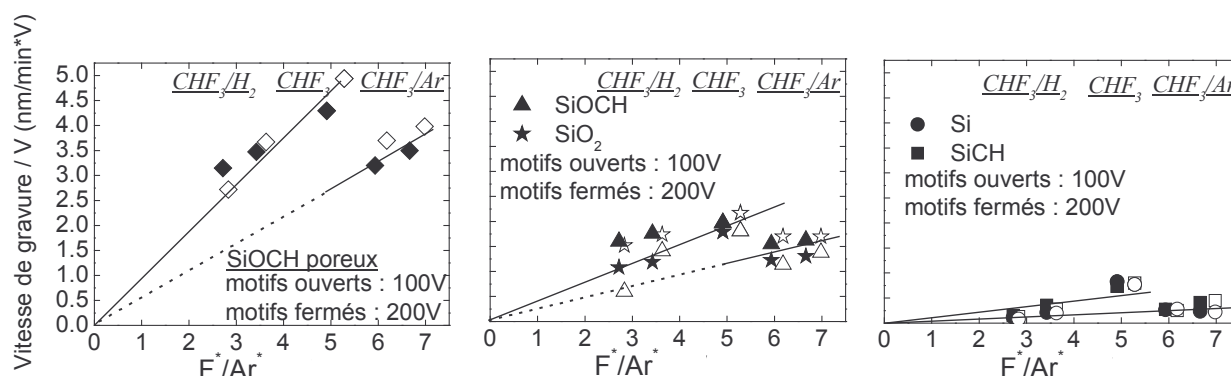 Vitesse de gravure / V (nm/min*V)
5.0
4.5
4.0
3.5
3.0
2.5
2.0
1.5
1.0
0.5
0.0
CHF3/H2 CHF3 CHF3/Ar
SiOCH poreux
motifs ouverts : 100V
motifs fermés : 200V
0 1 2 3 4 5 6 7
F*/Ar*
CHF3/H2 CHF3 CHF3/Ar
SiOCH
SiO2
motifs ouverts : 100V
motifs fermés : 200V
0 1 2 3 4 5 6 7
F*/Ar*
CHF3/H2 CHF3 CHF3/Ar
Si
SiCH
motifs ouverts : 100V
motifs fermés : 200V
0 1 2 3 4 5 6 7
F*/Ar*